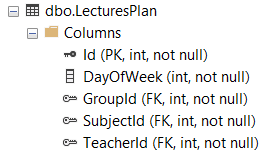 dbo.LecturesPlan
Columns
Id (PK, int, not null)
DayOfWeek (int, not null)
GroupId (FK, int, not null)
SubjectId (FK, int, not null)
TeacherId (FK, int, not null)